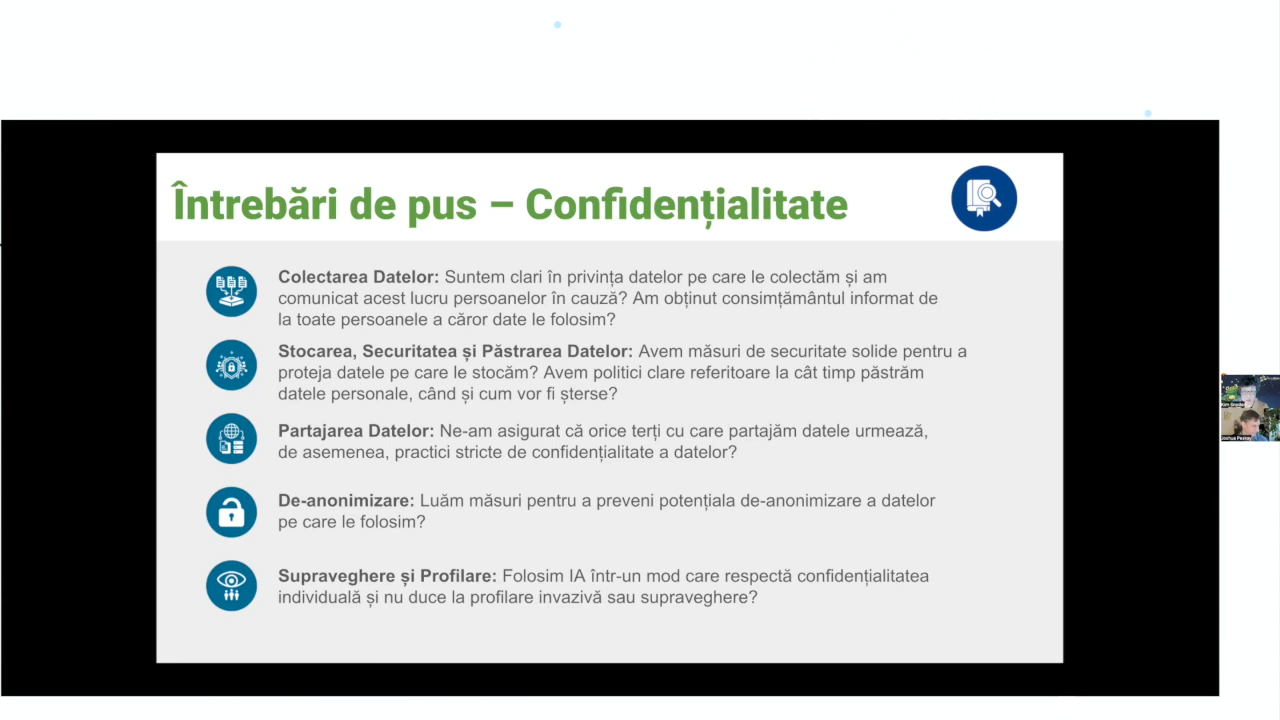 Întrebări de pus – Confidențialitate
Colectarea Datelor: Suntem clari în privința datelor pe care le colectăm și am
comunicat acest lucru persoanelor în cauză? Am obținut consimțământul informat de
la toate persoanele a căror date le folosim?
Stocarea, Securitatea și Păstrarea Datelor: Avem măsuri de securitate solide pentru a
proteja datele pe care le stocăm? Avem politici clare referitoare la cât timp păstrăm
datele personale, când și cum vor fi șterse?
Partajarea Datelor: Ne-am asigurat că orice terți cu care partajăm datele urmează,
de asemenea, practici stricte de confidențialitate a datelor?
De-anonimizare: Luăm măsuri pentru a preveni potențiala de-anonimizare a datelor
pe care le folosim?
Supraveghere și Profilare: Folosim IA într-un mod care respectă confidențialitatea
individuală și nu duce la profilare invazivă sau supraveghere?
Joshua